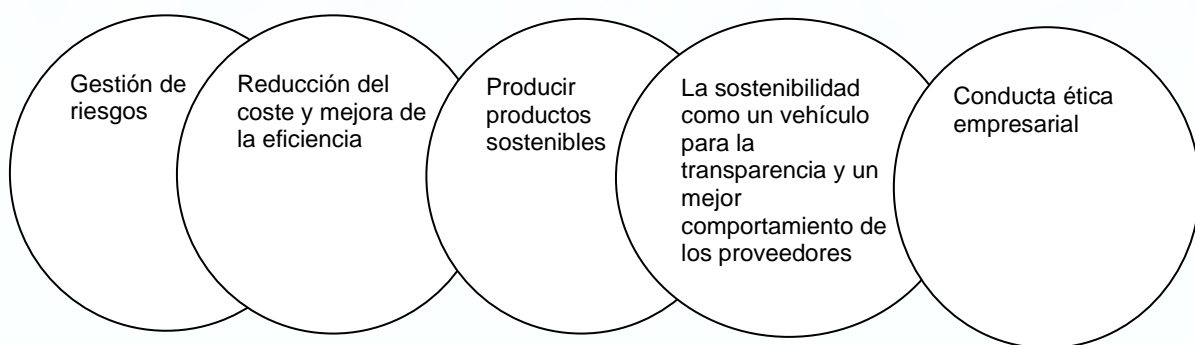 Gestión de
riesgos
Reducción del
coste y mejora de
la eficiencia
Producir
productos
sostenibles
La sostenibilidad
como un vehículo
para la
transparencia y un
mejor
comportamiento de
los proveedores
Conducta ética
empresarial